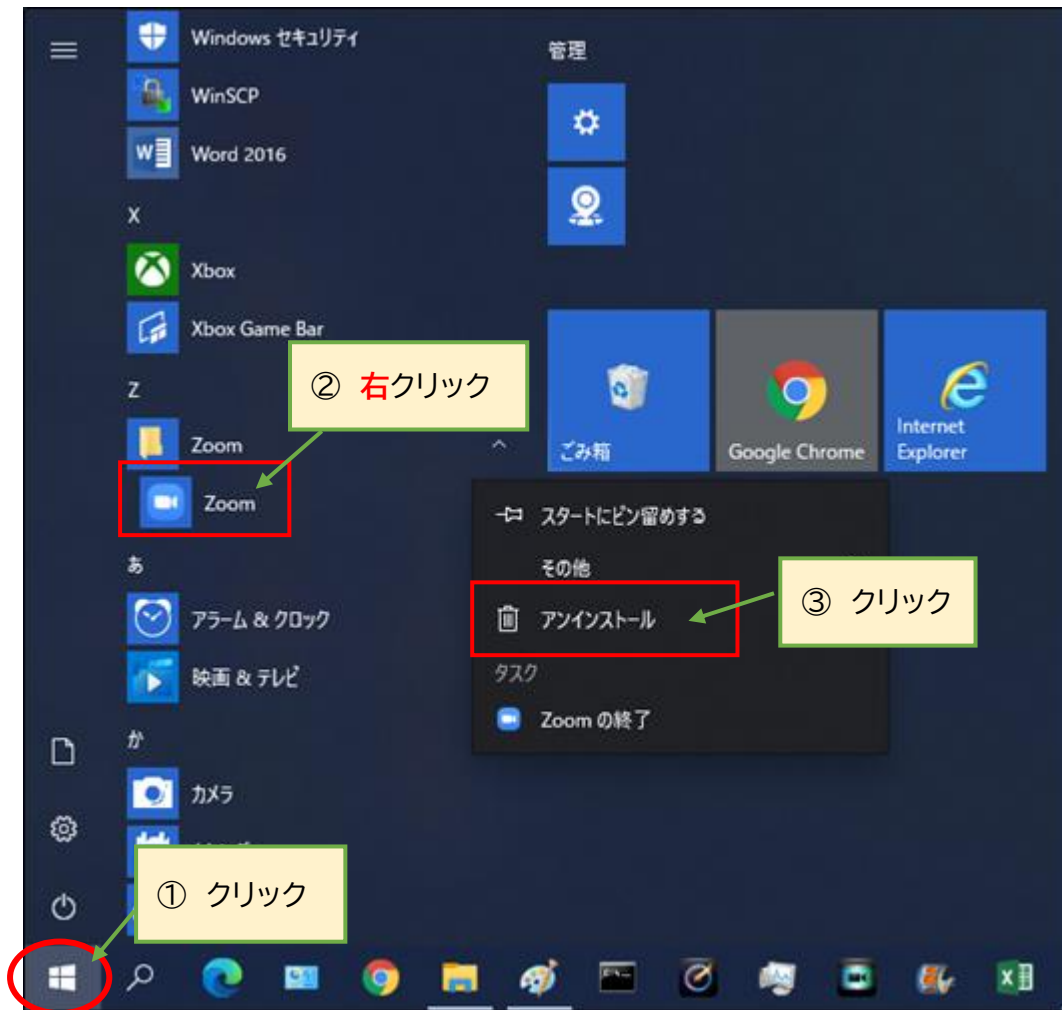 Windows セキュリティ
WinSCP
Word 2016
X
Xbox
Xbox Game Bar
Z
Zoom
Zoom
あ
アラーム & クロック
映画 & テレビ
か
カメラ
管理
ごみ箱
Google Chrome
Internet
Explorer
② 右クリック
スタートにピン留めする
その他
アンインストール
タスク
Zoom の終了
③ クリック
① クリック